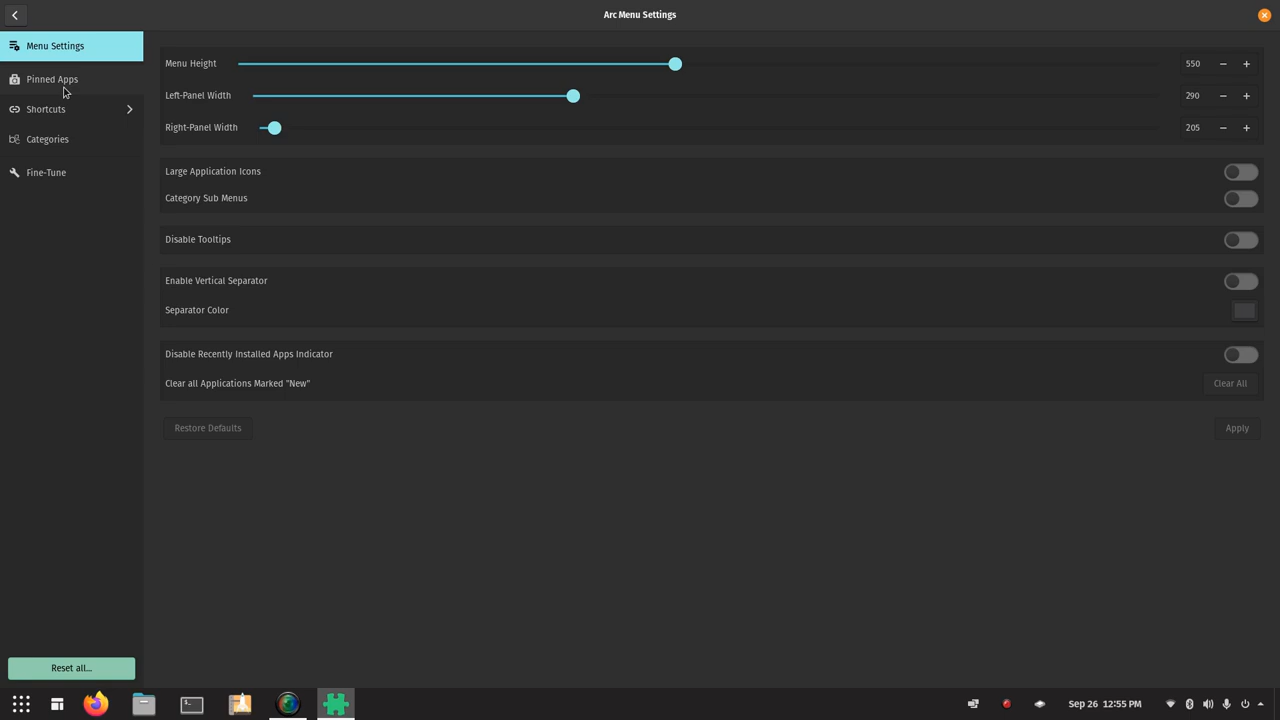 Arc Menu Settings
Menu Settings
Pinned Apps
Shortcuts
Categories
Fine-Tune
Menu Height 550
Left-Panel Width 290
Right-Panel Width 205
Large Application Icons
Category Sub Menus
Disable Tooltips
Enable Vertical Separator
Separator Color
Disable Recently Installed Apps Indicator
Clear all Applications Marked "New" Clear All
Restore Defaults Apply
Reset all...
Sep 26 12:55 PM